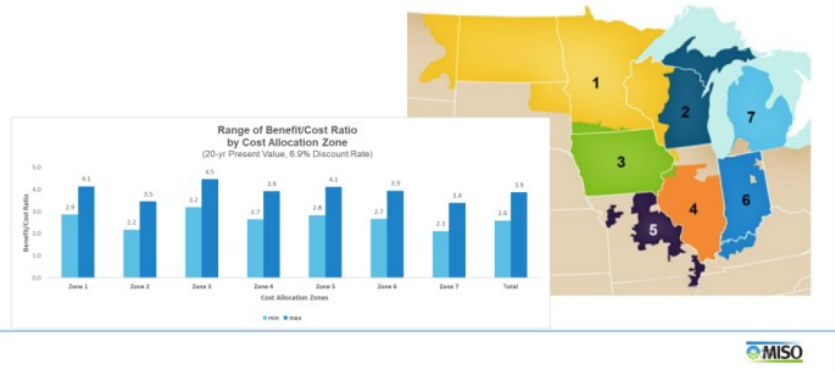 Range of Benefit/Cost Ratio
by Cost Allocation Zone
(20-yr Present Value, 6.9% Discount Rate)
Benefit/Cost Ratio
5.0
4.0
3.0
2.0
1.0
0.0
2.9 4.1 2.2 3.5 3.2 4.5 2.7 3.9 2.8 4.1 2.7 3.9 2.1 3.4 2.6 3.9
Zone 1 Zone 2 Zone 3 Zone 4 Zone 5 Zone 6 Zone 7 Total
Cost Allocation Zones
min max
1
2
7
3
4
6
5
MISO